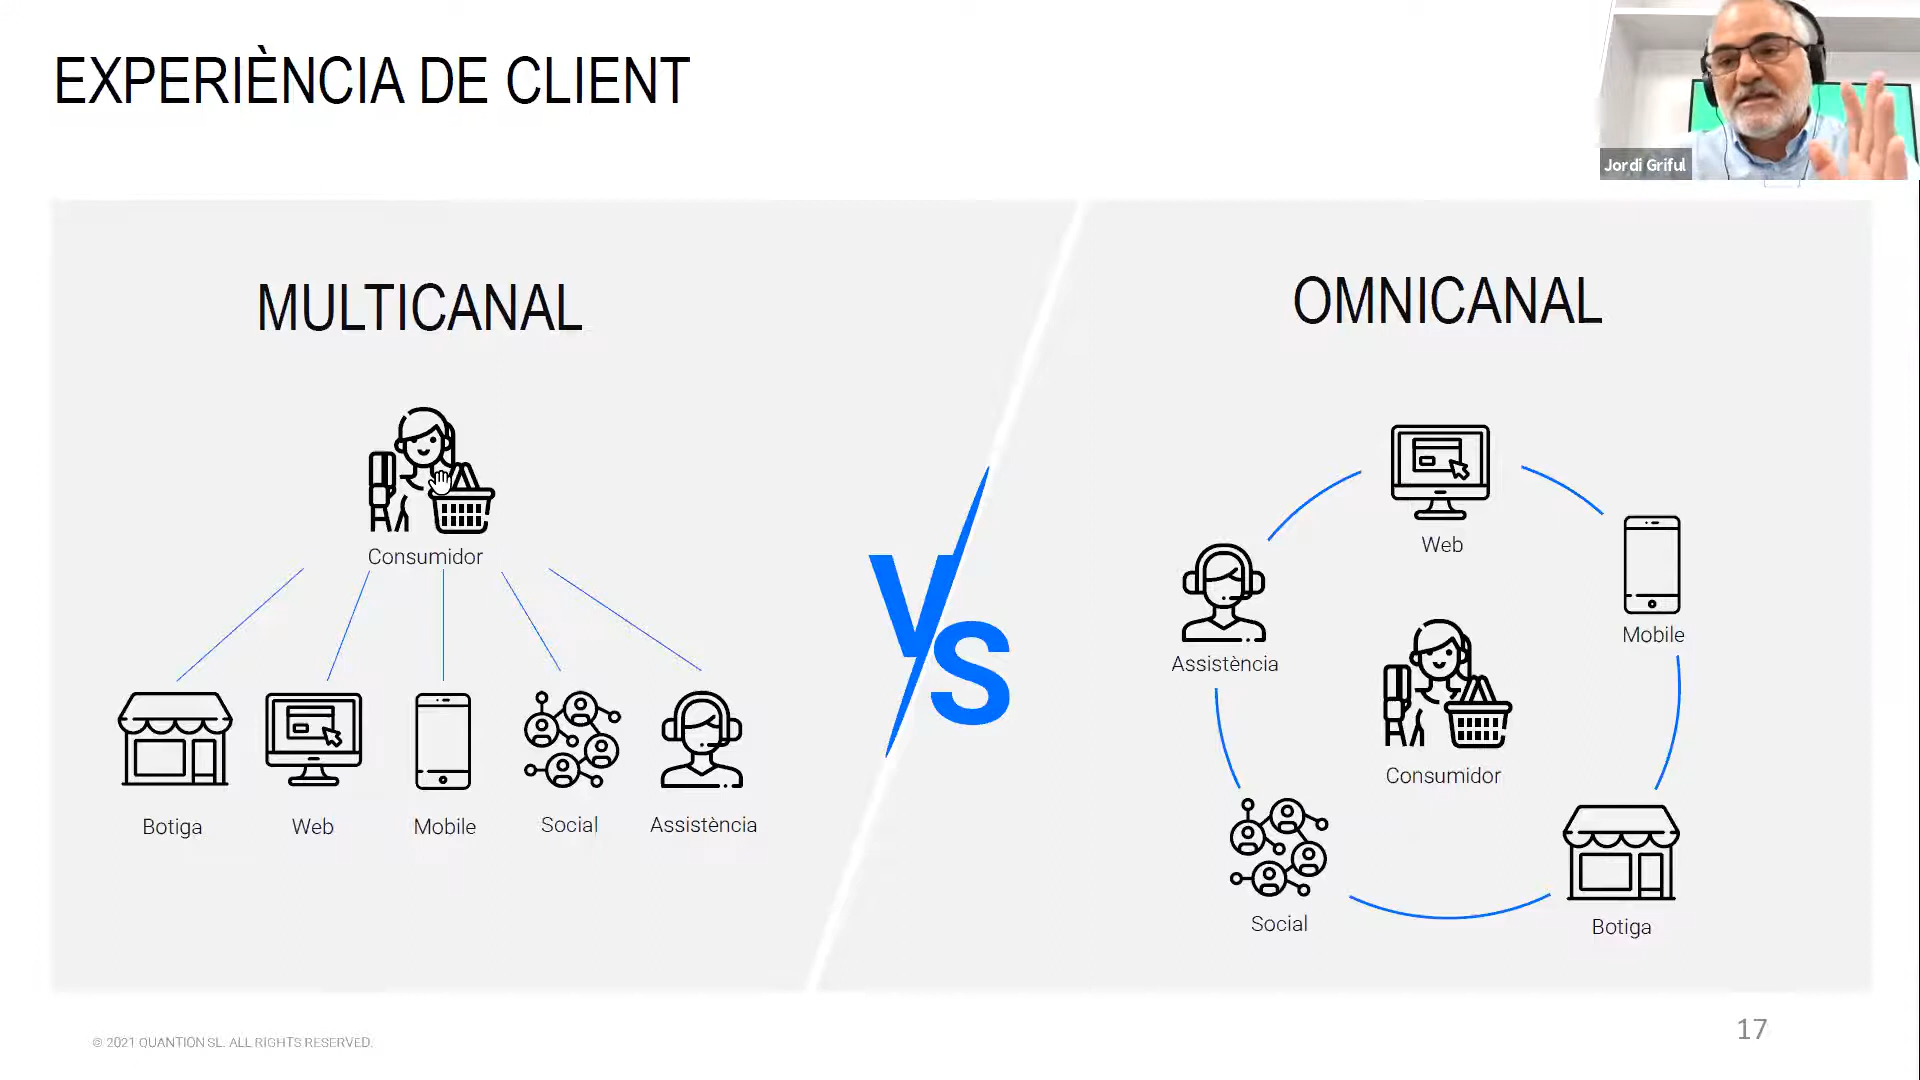 EXPERIÈNCIA DE CLIENT
Jordi Griful
MULTICANAL
Consumidor
Botiga
Web
Mobile
Social
Assistència
VS
OMNICANAL
Web
Mobile
Assistència
Consumidor
Social
Botiga
© 2021 QUANTION SL. ALL RIGHTS RESERVED.
17